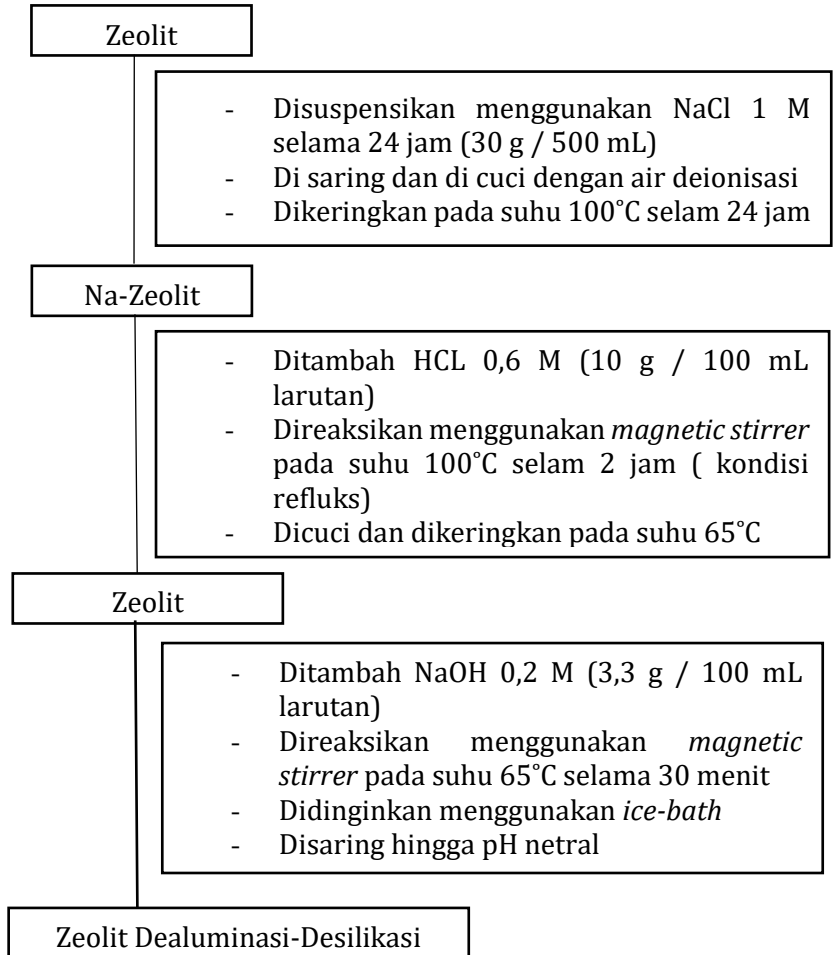 Zeolit
- Disuspensikan menggunakan NaCl 1 M
selama 24 jam (30 g / 500 mL)
- Di saring dan di cuci dengan air deionisasi
- Dikeringkan pada suhu 100°C selam 24 jam
Na-Zeolit
- Ditambah HCL 0,6 M (10 g / 100 mL
larutan)
- Direaksikan menggunakan magnetic stirrer
pada suhu 100°C selam 2 jam ( kondisi
refluks)
- Dicuci dan dikeringkan pada suhu 65°C
Zeolit
- Ditambah NaOH 0,2 M (3,3 g / 100 mL
larutan)
- Direaksikan menggunakan magnetic
stirrer pada suhu 65°C selama 30 menit
- Didinginkan menggunakan ice-bath
- Disaring hingga pH netral
Zeolit Dealuminasi-Desilikasi